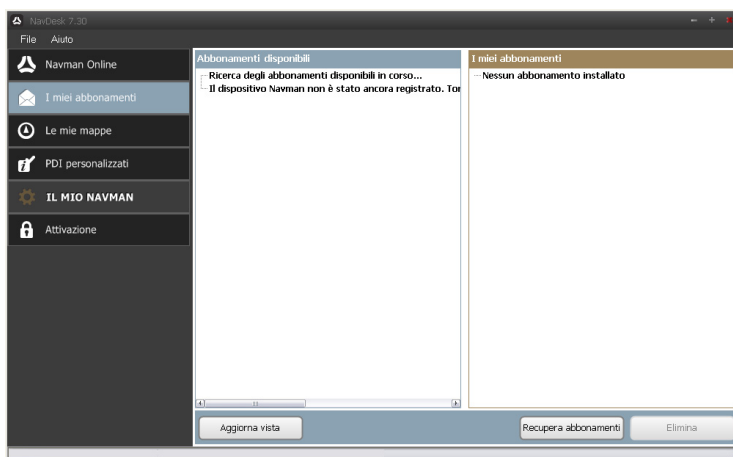 NavDesk 7.30
File Aiuto
Navman Online
I miei abbonamenti
Le mie mappe
PDI personalizzati
IL MIO NAVMAN
Attivazione
Abbonamenti disponibili
Ricerca degli abbonamenti disponibili in corso...
Il dispositivo Navman non è stato ancora registrato. Tor
I miei abbonamenti
Nessun abbonamento installato
Aggiorna vista
Recupera abbonamenti
Elimina